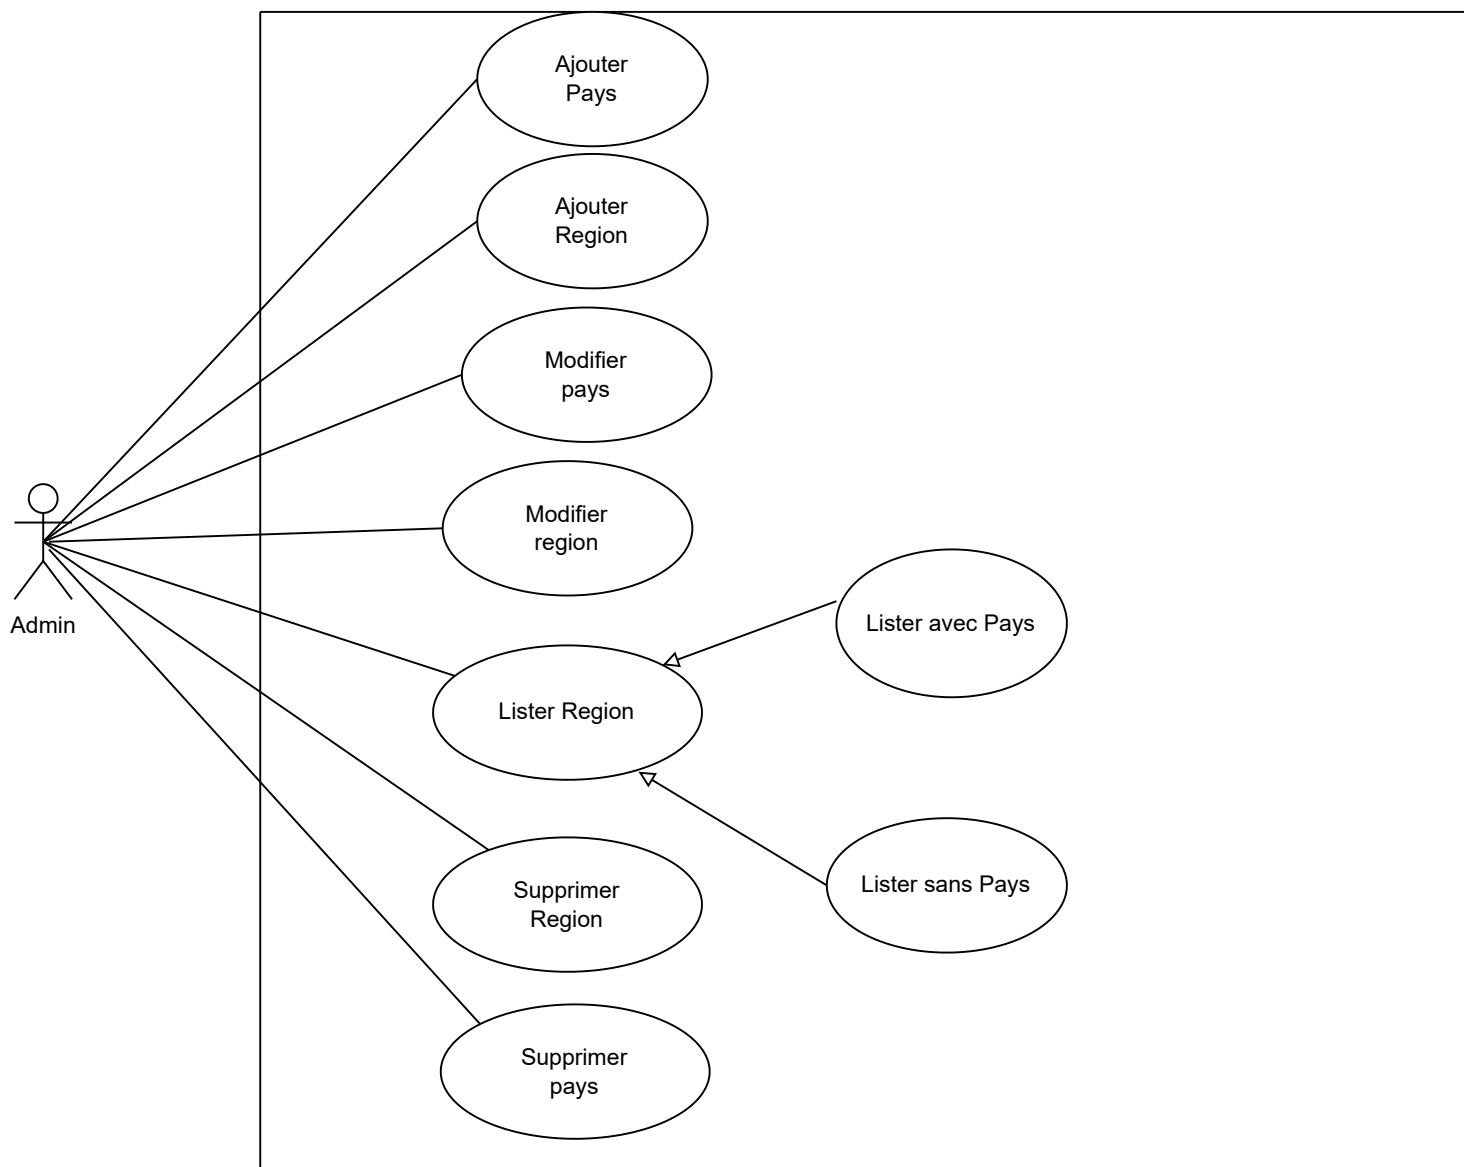 Ajouter
Pays
Ajouter
Region
Modifier
pays
Modifier
region
Admin
Lister avec Pays
Lister Region
Lister sans Pays
Supprimer
Region
Supprimer
pays